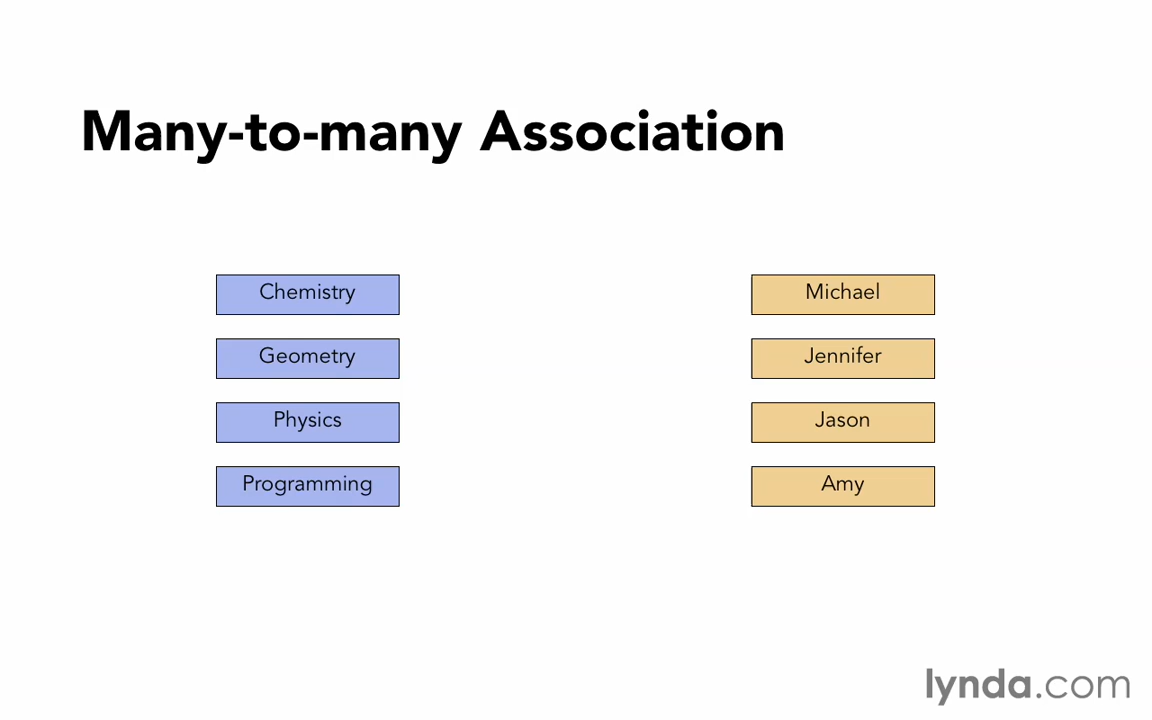 Many-to-many Association
Chemistry
Michael
Geometry
Jennifer
Physics
Jason
Programming
Amy
lynda.com